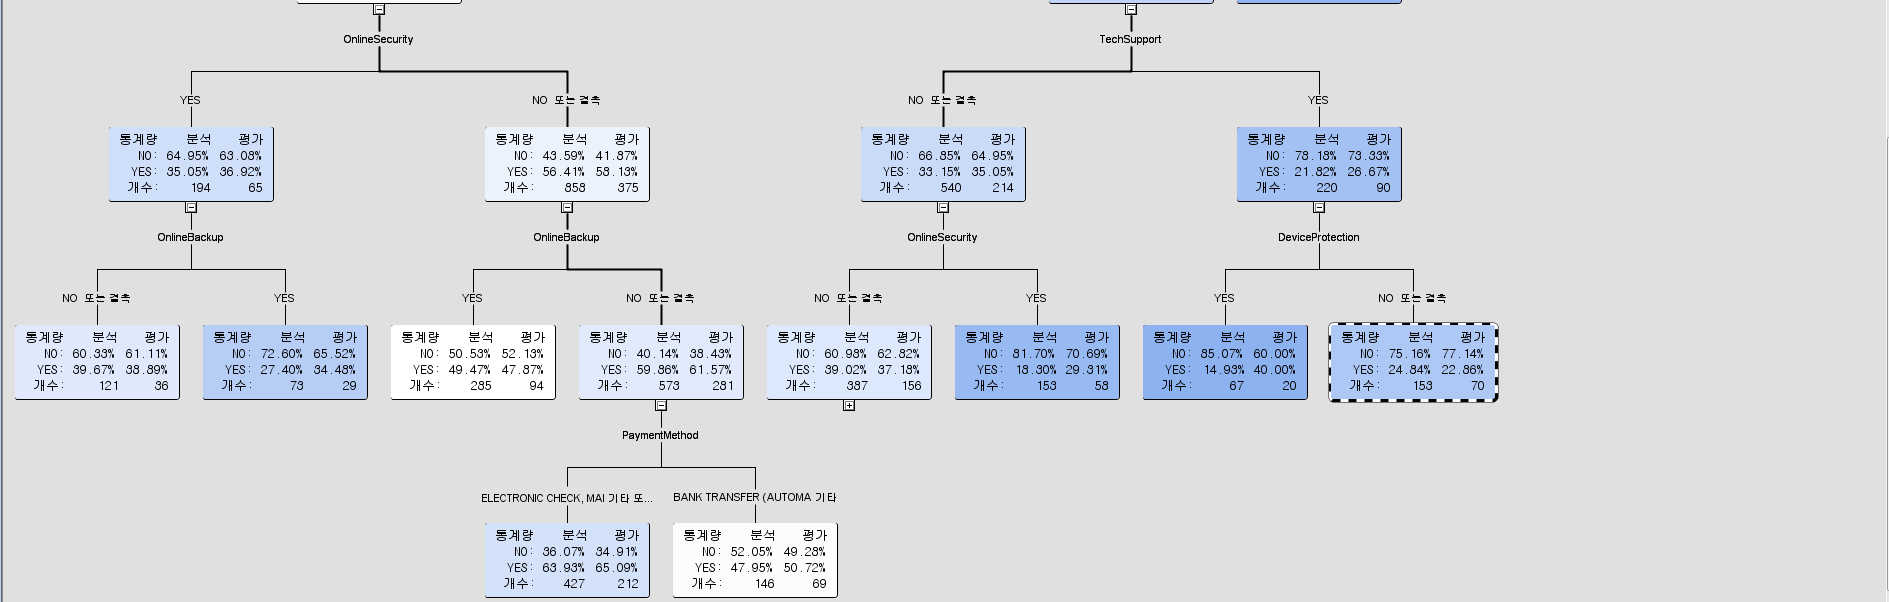 OnlineSecurity
TechSupport
YES
NO 또는 결측
NO 또는 결측
YES
통계량 분석 평가
NO: 64.95% 63.08%
YES: 35.05% 36.92%
개수: 194 65
통계량 분석 평가
NO: 43.59% 41.87%
YES: 56.41% 58.13%
개수: 858 375
통계량 분석 평가
NO: 66.85% 64.95%
YES: 33.15% 35.05%
개수: 540 214
통계량 분석 평가
NO: 78.18% 73.33%
YES: 21.82% 26.67%
개수: 220 90
OnlineBackup
OnlineBackup
OnlineSecurity
DeviceProtection
NO 또는 결측
YES
YES
NO 또는 결측
NO 또는 결측
YES
YES
NO 또는 결측
통계량 분석 평가
NO: 60.33% 61.11%
YES: 39.67% 38.89%
개수: 121 36
통계량 분석 평가
NO: 72.60% 65.52%
YES: 27.40% 34.48%
개수: 73 29
통계량 분석 평가
NO: 50.53% 52.13%
YES: 49.47% 47.87%
개수: 285 94
통계량 분석 평가
NO: 40.14% 38.43%
YES: 59.86% 61.57%
개수: 573 281
통계량 분석 평가
NO: 60.98% 62.82%
YES: 39.02% 37.18%
개수: 387 156
통계량 분석 평가
NO: 81.70% 70.69%
YES: 18.30% 29.31%
개수: 153 58
통계량 분석 평가
NO: 85.07% 60.00%
YES: 14.93% 40.00%
개수: 67 20
통계량 분석 평가
NO: 75.16% 77.14%
YES: 24.84% 22.86%
개수: 153 70
PaymentMethod
ELECTRONIC CHECK, MAI 기타 또...
BANK TRANSFER (AUTOMA 기타
통계량 분석 평가
NO: 36.07% 34.91%
YES: 63.93% 65.09%
개수: 427 212
통계량 분석 평가
NO: 52.05% 49.28%
YES: 47.95% 50.72%
개수: 146 69